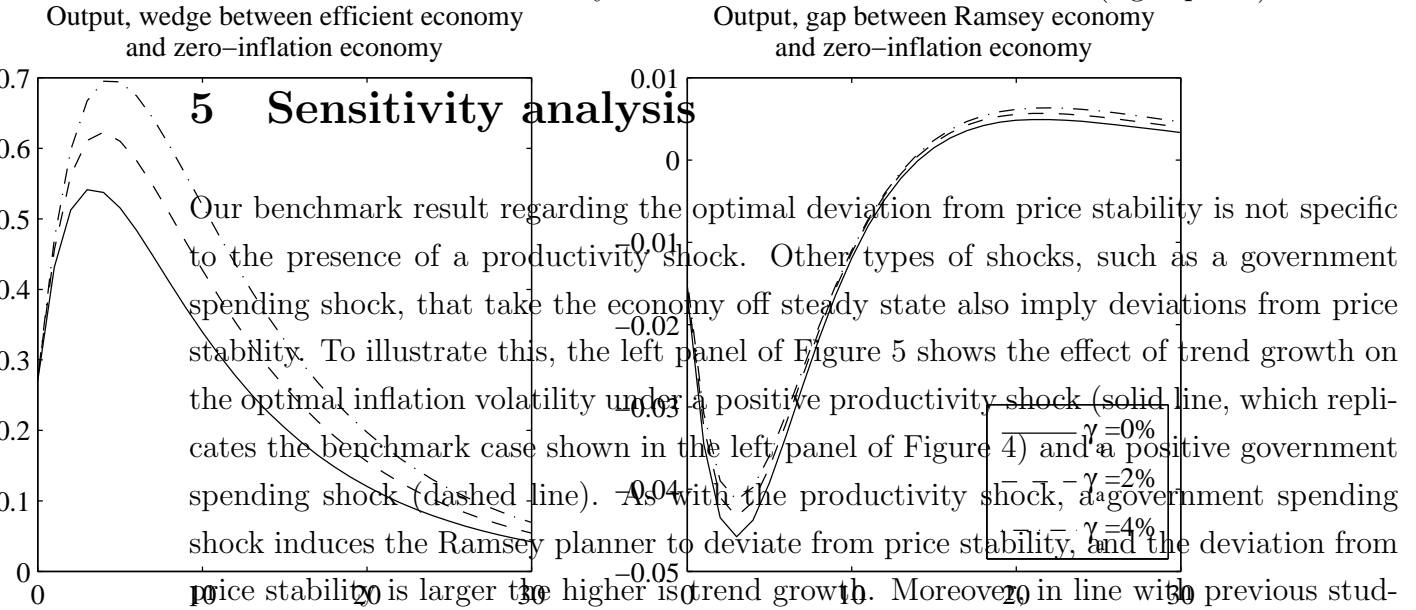 Output, wedge between efficient economy
and zero−inflation economy
Output, gap between Ramsey economy
and zero−inflation economy
0.7
0.6
0.5
0.4
0.3
0.2
0.1
0
0 10 20 30
0.01
0
−0.01
−0.02
−0.03
−0.04
−0.05
0 10 20 30
γa=0%
γa=2%
γa=4%
5 Sensitivity analysis
Our benchmark result regarding the optimal deviation from price stability is not specific
to the presence of a productivity shock. Other types of shocks, such as a government
spending shock, that take the economy off steady state also imply deviations from price
stability. To illustrate this, the left panel of Figure 5 shows the effect of trend growth on
the optimal inflation volatility under a positive productivity shock (solid line, which repli-
cates the benchmark case shown in the left panel of Figure 4) and a positive government
spending shock (dashed line). As with the productivity shock, a government spending
shock induces the Ramsey planner to deviate from price stability, and the deviation from
price stability is larger the higher is trend growth. Moreover, in line with previous stud-